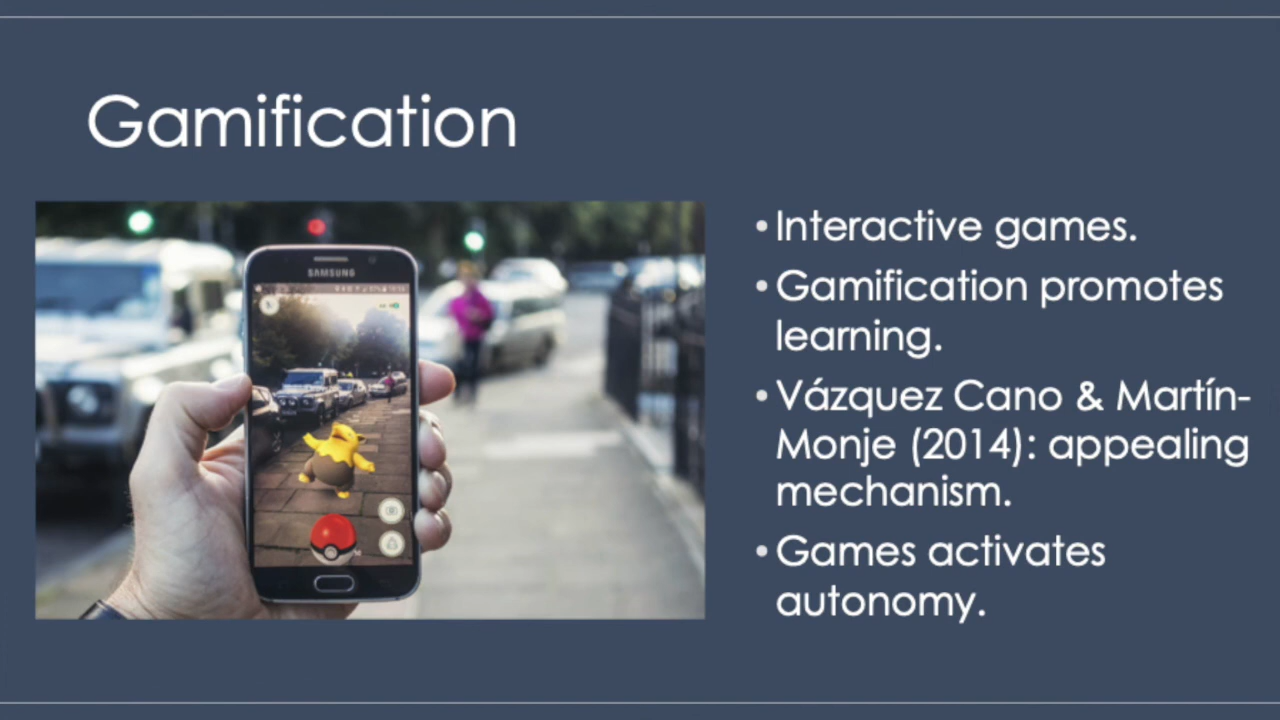 Gamification
SAMSUNG
• Interactive games.
• Gamification promotes
learning.
• Vázquez Cano & Martín-
Monje (2014): appealing
mechanism.
• Games activates
autonomy.